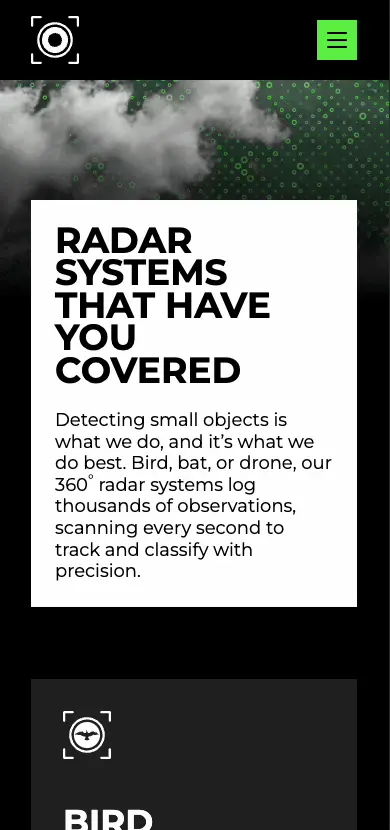 RADAR
SYSTEMS
THAT HAVE
YOU
COVERED
Detecting small objects is
what we do, and it’s what we
do best. Bird, bat, or drone, our
360˚ radar systems log
thousands of observations,
scanning every second to
track and classify with
precision.
BIRD